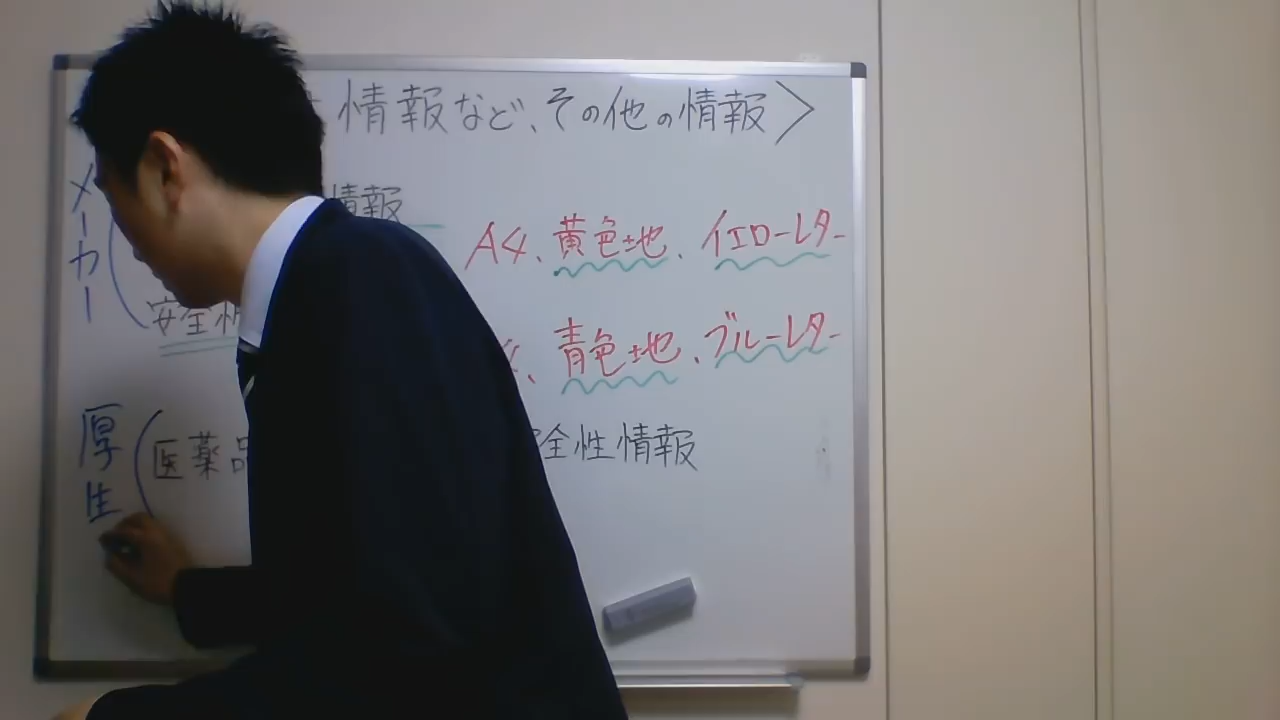 情報など、その他の情報＞
メーカー
情報
A4、黄色地、イエローレター
安全性
青色地、ブルーレター
厚生
医薬品
安全性情報